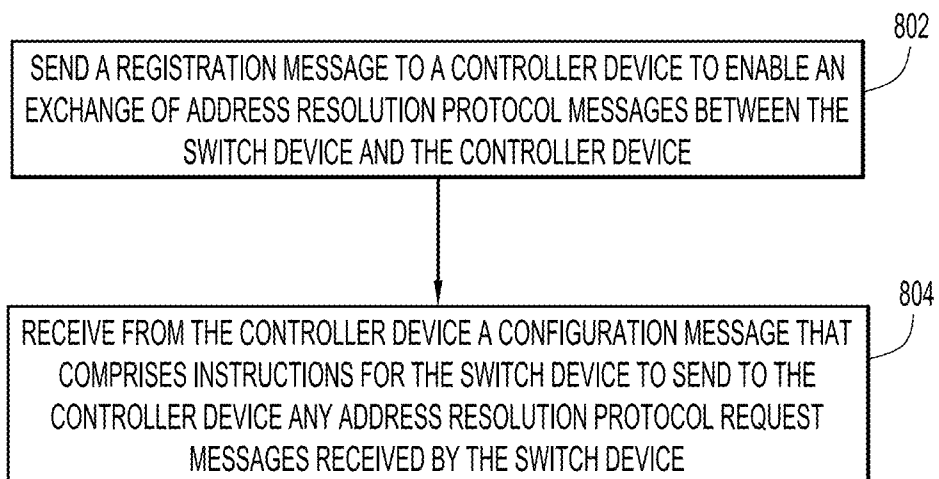 802
SEND A REGISTRATION MESSAGE TO A CONTROLLER DEVICE TO ENABLE AN
EXCHANGE OF ADDRESS RESOLUTION PROTOCOL MESSAGES BETWEEN THE
SWITCH DEVICE AND THE CONTROLLER DEVICE
804
RECEIVE FROM THE CONTROLLER DEVICE A CONFIGURATION MESSAGE THAT
COMPRISES INSTRUCTIONS FOR THE SWITCH DEVICE TO SEND TO THE
CONTROLLER DEVICE ANY ADDRESS RESOLUTION PROTOCOL REQUEST
MESSAGES RECEIVED BY THE SWITCH DEVICE